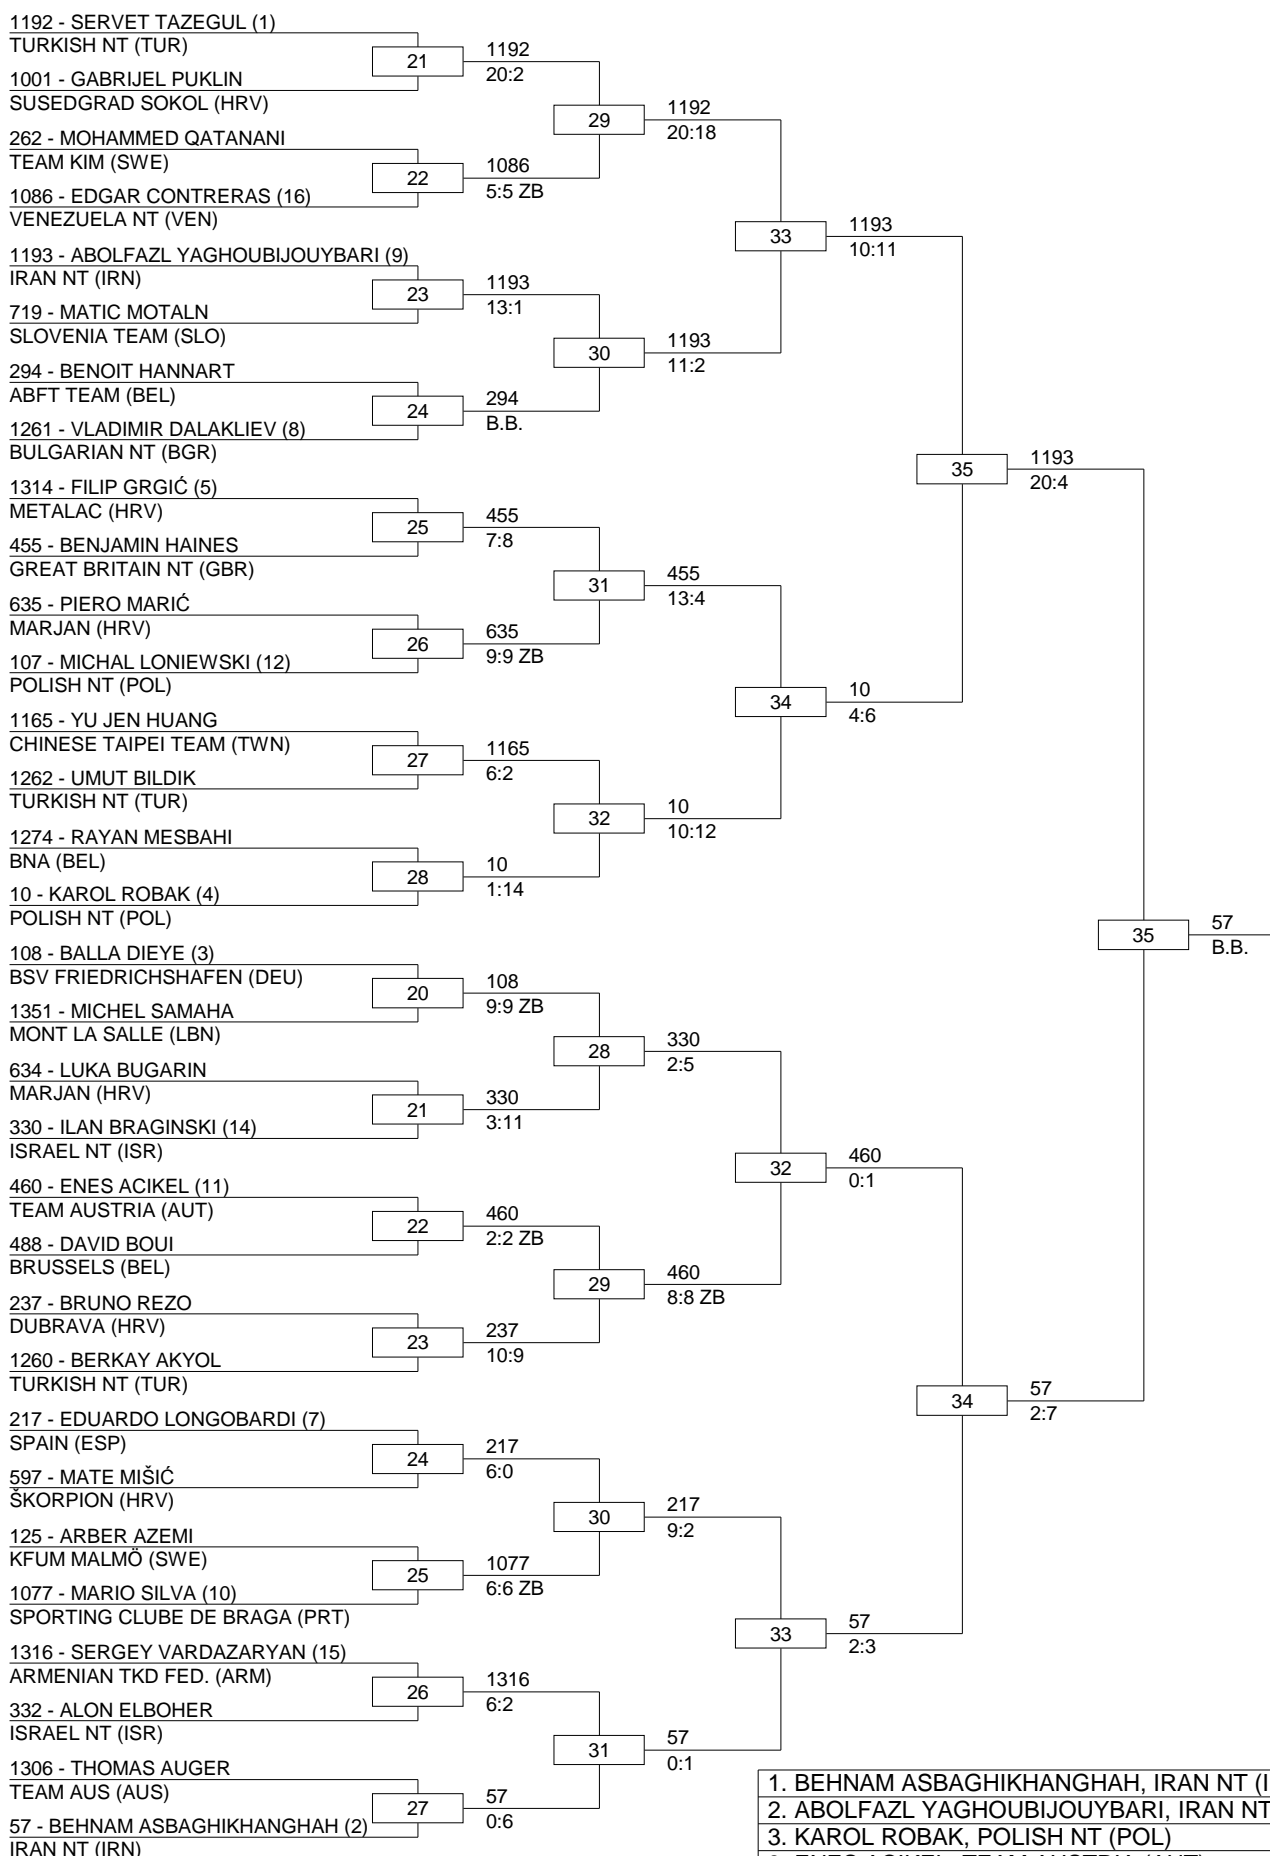 1192 - SERVET TAZEGUL (1)
TURKISH NT (TUR)
21
1192
20:2
1001 - GABRIJEL PUKLIN
SUSEDGRAD SOKOL (HRV)
29
1192
20:18
262 - MOHAMMED QATANANI
TEAM KIM (SWE)
22
1086
5:5 ZB
1086 - EDGAR CONTRERAS (16)
VENEZUELA NT (VEN)
33
1193
10:11
1193 - ABOLFAZL YAGHOUBIJOUYBARI (9)
IRAN NT (IRN)
23
1193
13:1
719 - MATIC MOTALN
SLOVENIA TEAM (SLO)
30
1193
11:2
294 - BENOIT HANNART
ABFT TEAM (BEL)
24
294
B.B.
1261 - VLADIMIR DALAKLIEV (8)
BULGARIAN NT (BGR)
35
1193
20:4
1314 - FILIP GRGIĆ (5)
METALAC (HRV)
25
455
7:8
455 - BENJAMIN HAINES
GREAT BRITAIN NT (GBR)
31
455
13:4
635 - PIERO MARIĆ
MARJAN (HRV)
26
635
9:9 ZB
107 - MICHAL LONIEWSKI (12)
POLISH NT (POL)
34
10
4:6
1165 - YU JEN HUANG
CHINESE TAIPEI TEAM (TWN)
27
1165
6:2
1262 - UMUT BILDIK
TURKISH NT (TUR)
32
10
10:12
1274 - RAYAN MESBAHI
BNA (BEL)
28
10
1:14
10 - KAROL ROBAK (4)
POLISH NT (POL)
35
57
B.B.
108 - BALLA DIEYE (3)
BSV FRIEDRICHSHAFEN (DEU)
20
108
9:9 ZB
1351 - MICHEL SAMAHA
MONT LA SALLE (LBN)
28
330
2:5
634 - LUKA BUGARIN
MARJAN (HRV)
21
330
3:11
330 - ILAN BRAGINSKI (14)
ISRAEL NT (ISR)
32
460
0:1
460 - ENES ACIKEL (11)
TEAM AUSTRIA (AUT)
22
460
2:2 ZB
488 - DAVID BOUI
BRUSSELS (BEL)
29
460
8:8 ZB
237 - BRUNO REZO
DUBRAVA (HRV)
23
237
10:9
1260 - BERKAY AKYOL
TURKISH NT (TUR)
34
57
2:7
217 - EDUARDO LONGOBARDI (7)
SPAIN (ESP)
24
217
6:0
597 - MATE MIŠIĆ
ŠKORPION (HRV)
30
217
9:2
125 - ARBER AZEMI
KFUM MALMÖ (SWE)
25
1077
6:6 ZB
1077 - MARIO SILVA (10)
SPORTING CLUBE DE BRAGA (PRT)
33
57
2:3
1316 - SERGEY VARDAZARYAN (15)
ARMENIAN TKD FED. (ARM)
26
1316
6:2
332 - ALON ELBOHER
ISRAEL NT (ISR)
31
57
0:1
1306 - THOMAS AUGER
TEAM AUS (AUS)
27
57
0:6
57 - BEHNAM ASBAGHIKHANGHAH (2)
IRAN NT (IRN)
1. BEHNAM ASBAGHIKHANGHAH, IRAN NT (I
2. ABOLFAZL YAGHOUBIJOUYBARI, IRAN NT
3. KAROL ROBAK, POLISH NT (POL)
3. ENES ACIKEL, TEAM AUSTRIA (AUT)